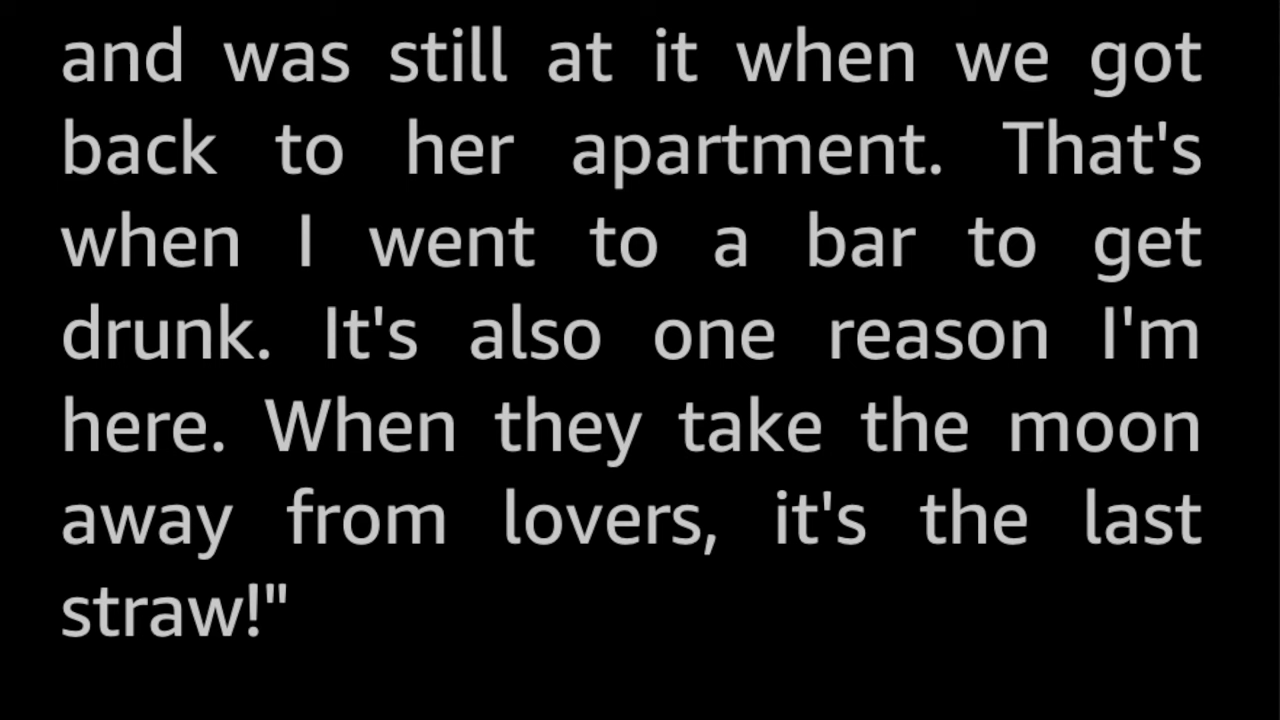 and was still at it when we got
back to her apartment. That's
when I went to a bar to get
drunk. It's also one reason I'm
here. When they take the moon
away from lovers, it's the last
straw!"